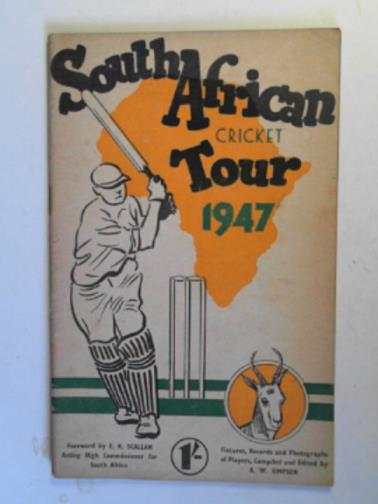 South African
CRICKET
Tour
1947
Foreword by E. K. SCALLAN
Acting High Commissioner for
South Africa
1/-
Fixtures, Records and Photographs
of Players, Compiled and Edited by
A. W. SIMPSON